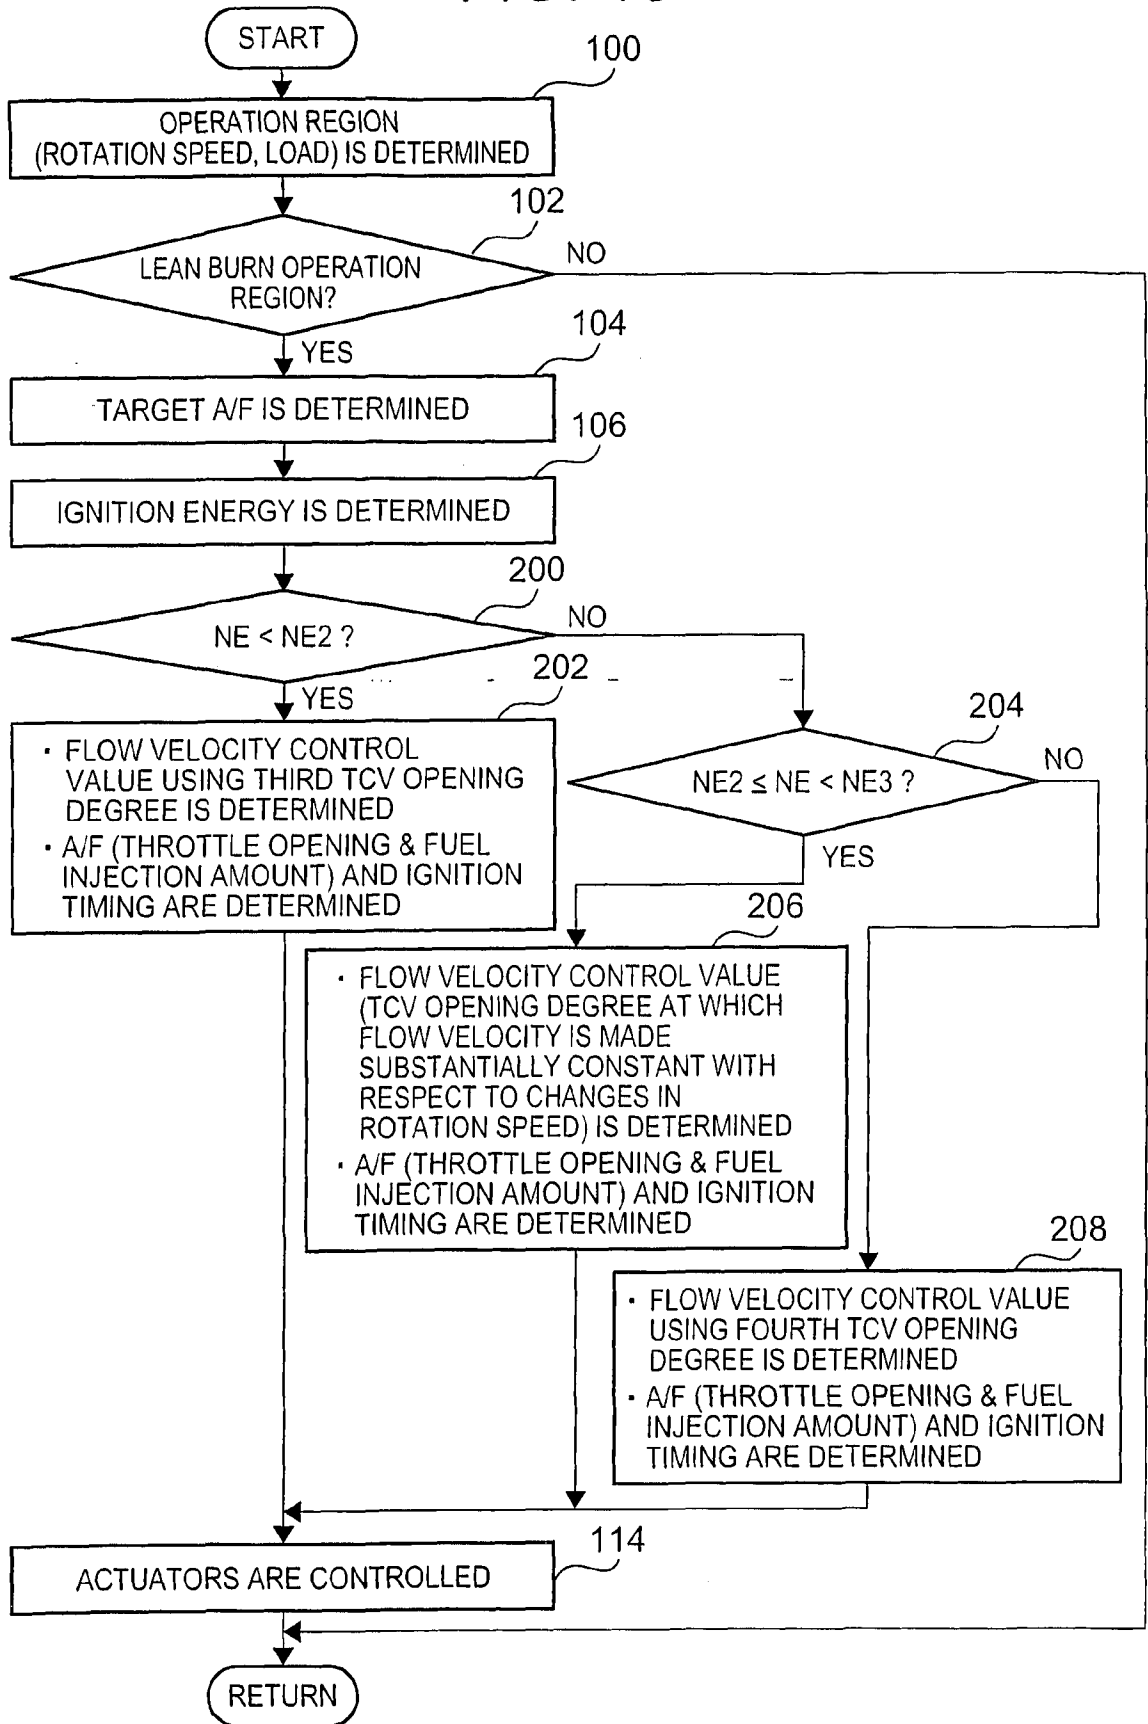 START
100
OPERATION REGION
(ROTATION SPEED, LOAD) IS DETERMINED
102
LEAN BURN OPERATION
REGION?
NO
YES
104
TARGET A/F IS DETERMINED
106
IGNITION ENERGY IS DETERMINED
200
NE < NE2 ?
NO
YES
202
· FLOW VELOCITY CONTROL
VALUE USING THIRD TCV OPENING
DEGREE IS DETERMINED
· A/F (THROTTLE OPENING & FUEL
INJECTION AMOUNT) AND IGNITION
TIMING ARE DETERMINED
204
NE2 ≤ NE < NE3 ?
NO
YES
206
· FLOW VELOCITY CONTROL VALUE
(TCV OPENING DEGREE AT WHICH
FLOW VELOCITY IS MADE
SUBSTANTIALLY CONSTANT WITH
RESPECT TO CHANGES IN
ROTATION SPEED) IS DETERMINED
· A/F (THROTTLE OPENING & FUEL
INJECTION AMOUNT) AND IGNITION
TIMING ARE DETERMINED
208
· FLOW VELOCITY CONTROL VALUE
USING FOURTH TCV OPENING
DEGREE IS DETERMINED
· A/F (THROTTLE OPENING & FUEL
INJECTION AMOUNT) AND IGNITION
TIMING ARE DETERMINED
114
ACTUATORS ARE CONTROLLED
RETURN